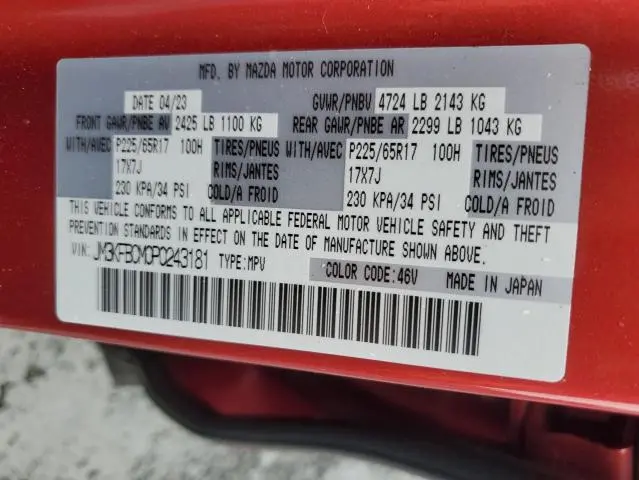 MFD. BY MAZDA MOTOR CORPORATION
DATE 04/23 GVWR/PNBV 4724 LB 2143 KG
FRONT GAWR/PNBE AV 2425 LB 1100 KG REAR GAWR/PNBE AR 2299 LB 1043 KG
WITH/AVEC P225/65R17 100H TIRES/PNEUS WITH/AVEC P225/65R17 100H TIRES/PNEUS
17X7J RIMS/JANTES 17X7J RIMS/JANTES
230 KPA/34 PSI COLD/A FROID 230 KPA/34 PSI COLD/A FROID
THIS VEHICLE CONFORMS TO ALL APPLICABLE FEDERAL MOTOR VEHICLE SAFETY AND THEFT
PREVENTION STANDARDS IN EFFECT ON THE DATE OF MANUFACTURE SHOWN ABOVE.
VIN: JM3KFBCM0P0243181 TYPE:MPV COLOR CODE:46V MADE IN JAPAN